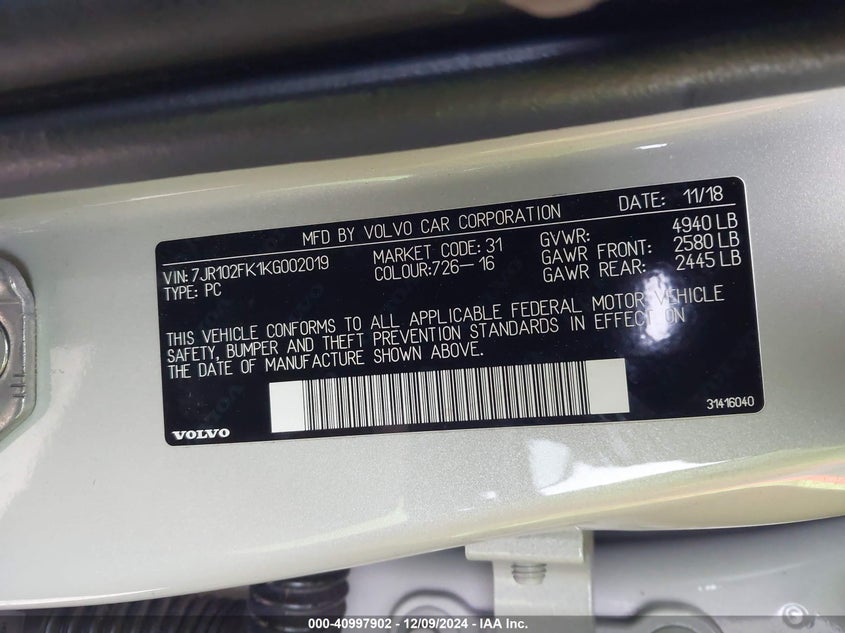 MFD BY VOLVO CAR CORPORATION DATE: 11/18
VIN: 7JR102FK1KG002019 MARKET CODE: 31 GVWR: 4940 LB
TYPE: PC COLOUR:726-16 GAWR FRONT: 2580 LB
GAWR REAR: 2445 LB
THIS VEHICLE CONFORMS TO ALL APPLICABLE FEDERAL MOTOR VEHICLE
SAFETY, BUMPER AND THEFT PREVENTION STANDARDS IN EFFECT ON
THE DATE OF MANUFACTURE SHOWN ABOVE.
VOLVO 31416040
000-40997902 - 12/09/2024 - IAA Inc.